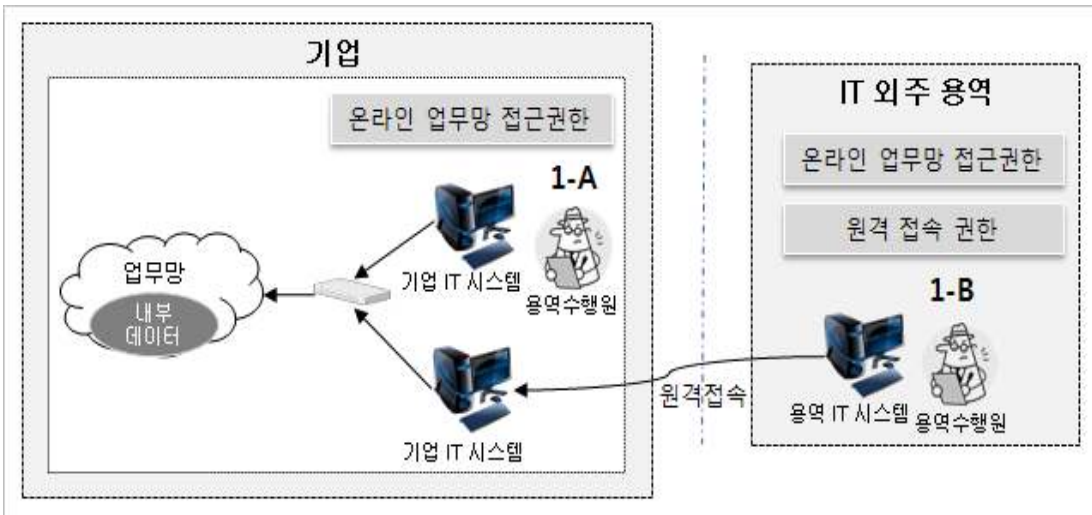 기업
온라인 업무망 접근권한
1-A
기업 IT 시스템
용역수행원
업무망
내부
데이터
기업 IT 시스템
원격접속
IT 외주 용역
온라인 업무망 접근권한
원격 접속 권한
1-B
용역 IT 시스템
용역수행원